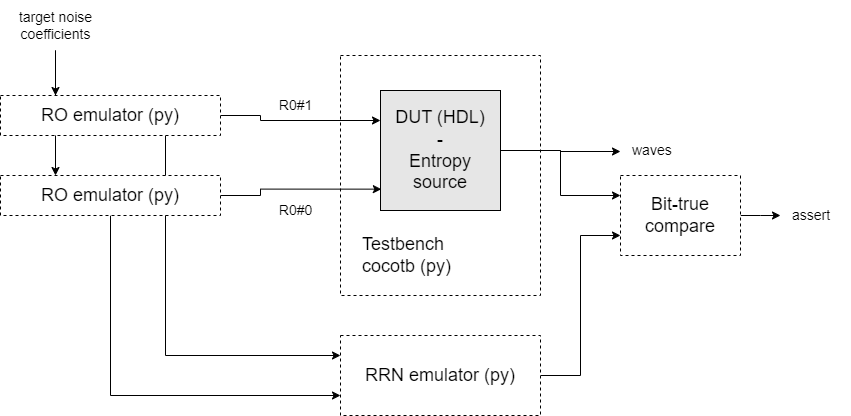 target noise
coefficients
RO emulator (py)
R0#1
DUT (HDL)
-
Entropy
source
waves
RO emulator (py)
R0#0
Bit-true
compare
assert
Testbench
cocotb (py)
RRN emulator (py)